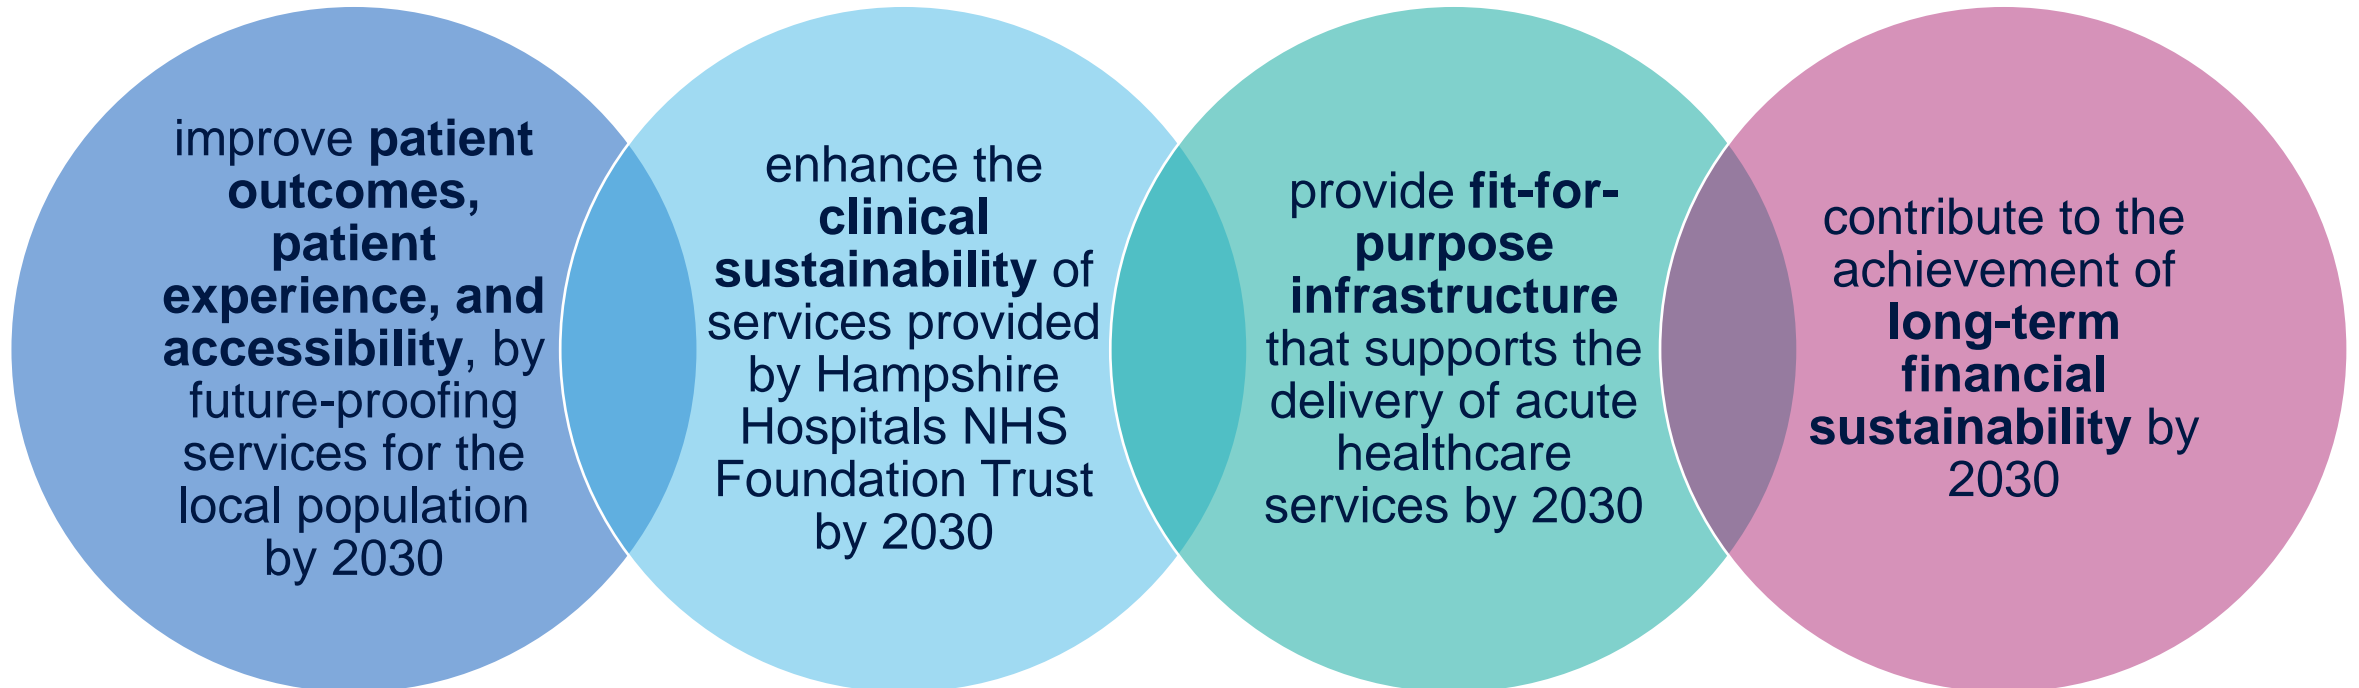 improve patient
outcomes,
patient
experience, and
accessibility, by
future-proofing
services for the
local population
by 2030
enhance the
clinical
sustainability of
services provided
by Hampshire
Hospitals NHS
Foundation Trust
by 2030
provide fit-for-
purpose
infrastructure
that supports the
delivery of acute
healthcare
services by 2030
contribute to the
achievement of
long-term
financial
sustainability by
2030